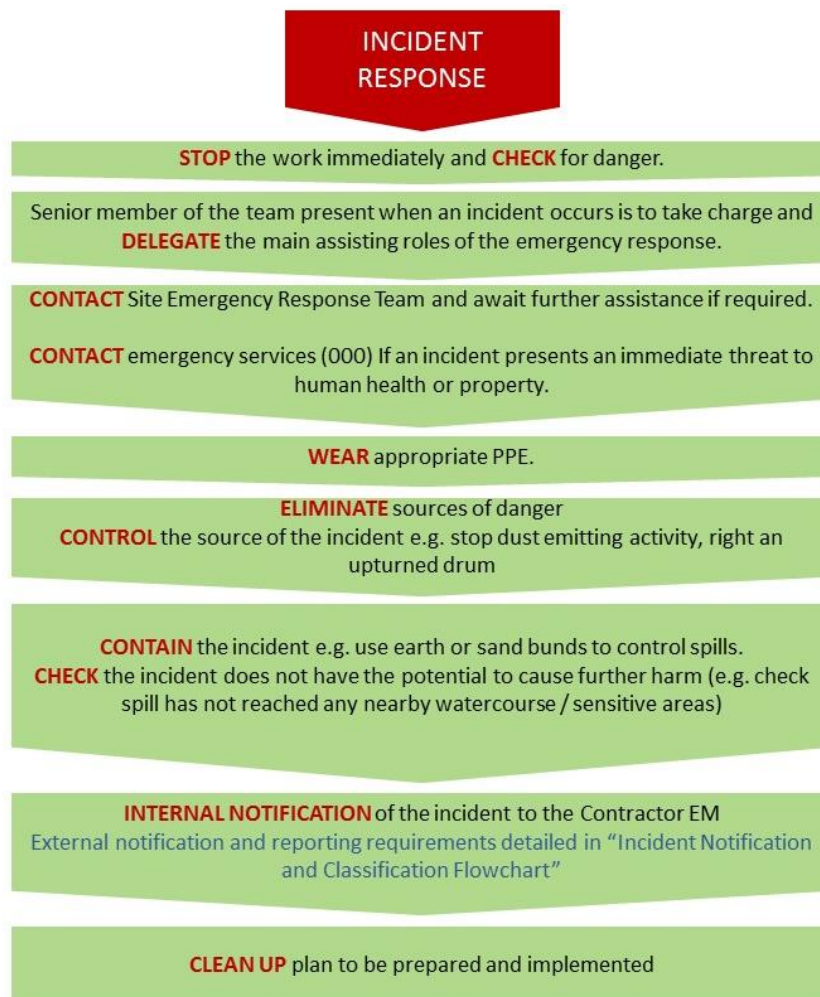 INCIDENT
RESPONSE
STOP the work immediately and CHECK for danger.
Senior member of the team present when an incident occurs is to take charge and
DELEGATE the main assisting roles of the emergency response.
CONTACT Site Emergency Response Team and await further assistance if required.
CONTACT emergency services (000) If an incident presents an immediate threat to
human health or property.
WEAR appropriate PPE.
ELIMINATE sources of danger
CONTROL the source of the incident e.g. stop dust emitting activity, right an
upturned drum
CONTAIN the incident e.g. use earth or sand bunds to control spills.
CHECK the incident does not have the potential to cause further harm (e.g. check
spill has not reached any nearby watercourse / sensitive areas)
INTERNAL NOTIFICATION of the incident to the Contractor EM
External notification and reporting requirements detailed in “Incident Notification
and Classification Flowchart”
CLEAN UP plan to be prepared and implemented